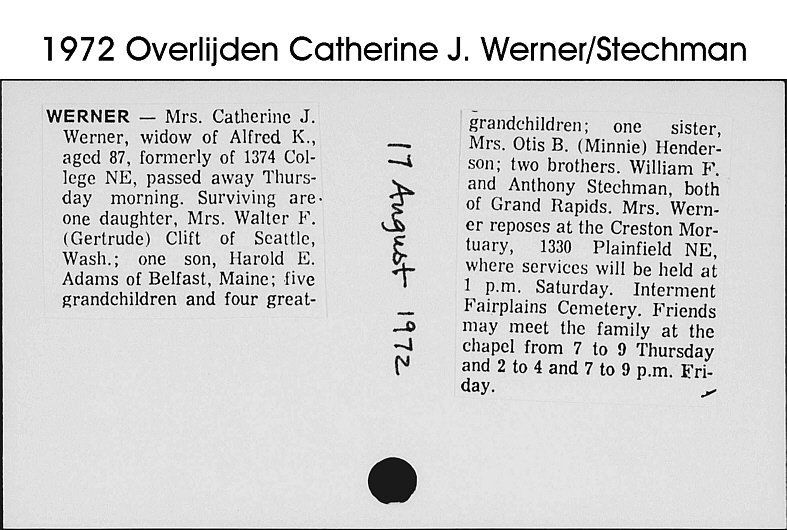 1972 Overlijden Catherine J. Werner/Stechman
WERNER — Mrs. Catherine J.
Werner, widow of Alfred K.,
aged 87, formerly of 1374 Col-
lege NE, passed away Thurs-
day morning. Surviving are
one daughter, Mrs. Walter F.
(Gertrude) Clift of Seattle,
Wash.; one son, Harold E.
Adams of Belfast, Maine; five
grandchildren and four great-
17 August 1972
grandchildren; one sister,
Mrs. Otis B. (Minnie) Hender-
son; two brothers. William F.
and Anthony Stechman, both
of Grand Rapids. Mrs. Wern-
er reposes at the Creston Mor-
tuary, 1330 Plainfield NE,
where services will be held at
1 p.m. Saturday. Interment
Fairplains Cemetery. Friends
may meet the family at the
chapel from 7 to 9 Thursday
and 2 to 4 and 7 to 9 p.m. Fri-
day.